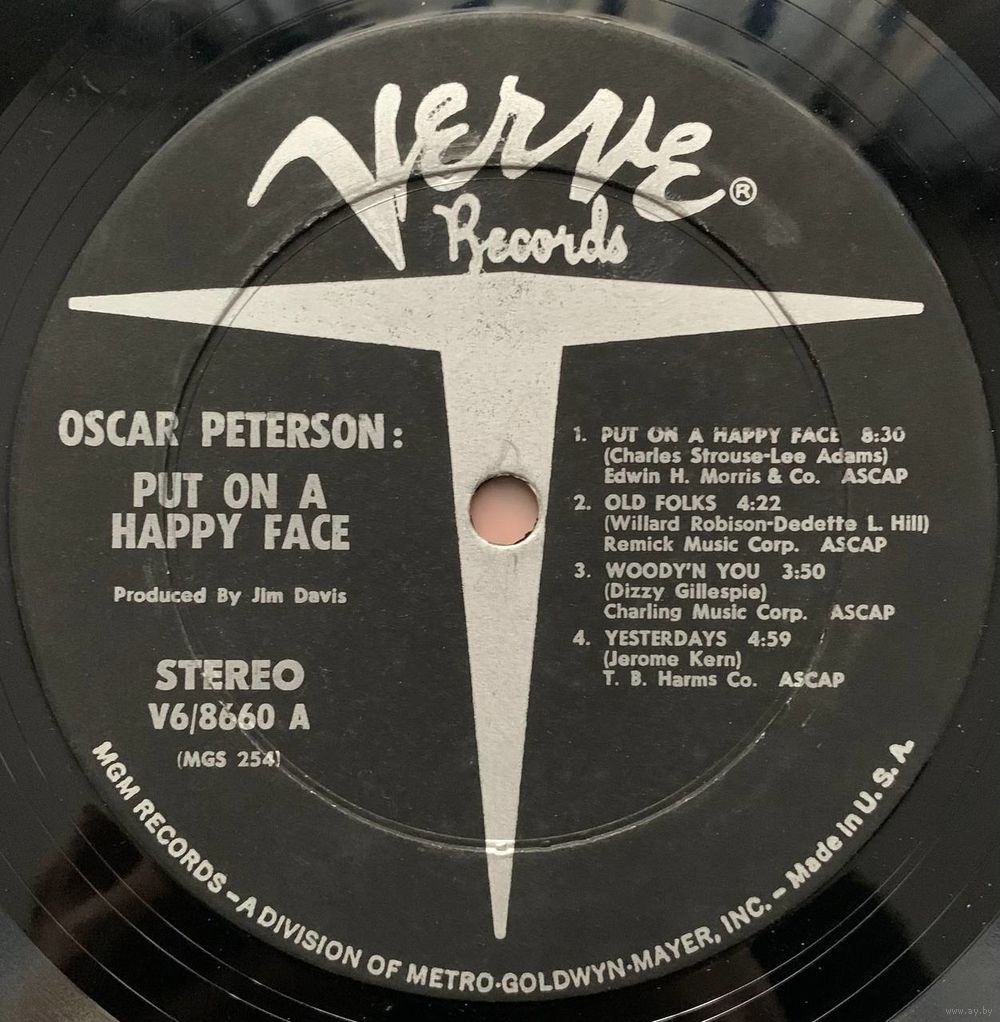 Verve ®
Records
OSCAR PETERSON:
PUT ON A
HAPPY FACE
Produced By Jim Davis
STEREO
V6/8660 A
(MGS 254)
1. PUT ON A HAPPY FACE 8:30
(Charles Strouse-Lee Adams)
Edwin H. Morris & Co. ASCAP
2. OLD FOLKS 4:22
(Willard Robison-Dedette L. Hill)
Remick Music Corp. ASCAP
3. WOODY'N YOU 3:50
(Dizzy Gillespie)
Charling Music Corp. ASCAP
4. YESTERDAYS 4:59
(Jerome Kern)
T. B. Harms Co. ASCAP
MGM RECORDS – A DIVISION OF METRO-GOLDWYN-MAYER, INC. – Made in U. S. A.
www.ay.by